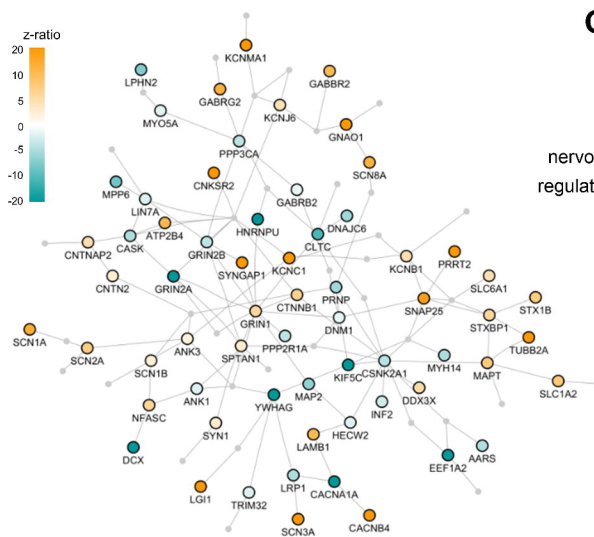 C
z-ratio
20
10
5
0
-5
-10
-20
KCNMA1
LPHN2
GABBR2
GABRG2
MYO5A
KCNJ6
GNAO1
PPP3CA
nervo
SCN8A
CNKSR2
MPP6
GABRB2
regulat
LIN7A
ATP2B4
HNRNPU
DNAJC6
CASK
CLTC
CNTNAP2
GRIN2B
SYNGAP1
KCNC1
KCNB1
PRRT2
CNTN2
GRIN2A
CTNNB1
PRNP
SLC6A1
SNAP25
STX1B
GRIN1
DNM1
STXBP1
SCN1A
ANK3
PPP2R1A
TUBB2A
SCN2A
SPTAN1
SCN1B
KIF5C
CSNK2A1
MYH14
MAPT
ANK1
MAP2
DDX3X
SLC1A2
NFASC
YWHAG
INF2
SYN1
HECW2
DCX
LAMB1
AARS
EEF1A2
LGI1
TRIM32
LRP1
CACNA1A
SCN3A
CACNB4